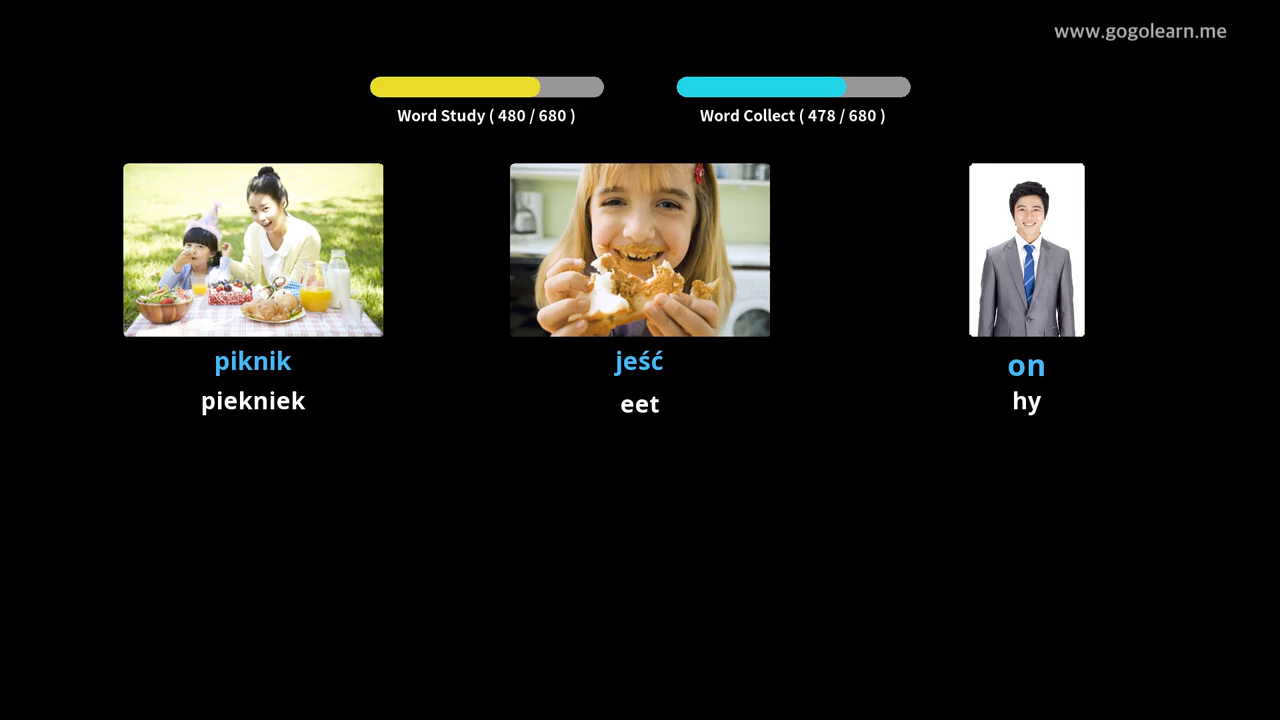 www.gogolearn.me
Word Study ( 480 / 680 )
Word Collect ( 478 / 680 )
piknik
piekniek
jeść
eet
on
hy